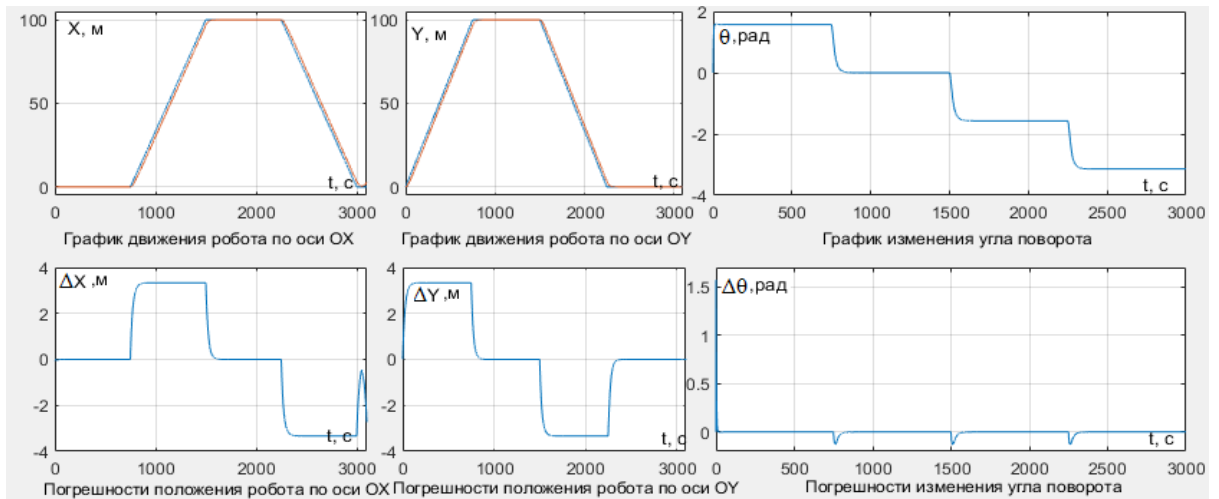 X, м
100
50
0
t, с
0 1000 2000 3000
График движения робота по оси OX
Y, м
100
50
0
t, с
0 1000 2000 3000
График движения робота по оси OY
θ,рад
2
0
-2
-4
t, с
0 500 1000 1500 2000 2500 3000
График изменения угла поворота
ΔX ,м
4
2
0
-2
-4
t, с
0 1000 2000 3000
Погрешности положения робота по оси OX
ΔY, м
4
2
0
-2
-4
t, с
0 1000 2000 3000
Погрешности положения робота по оси OY
Δθ,рад
1.5
1
0.5
0
t, с
0 500 1000 1500 2000 2500 3000
Погрешности изменения угла поворота